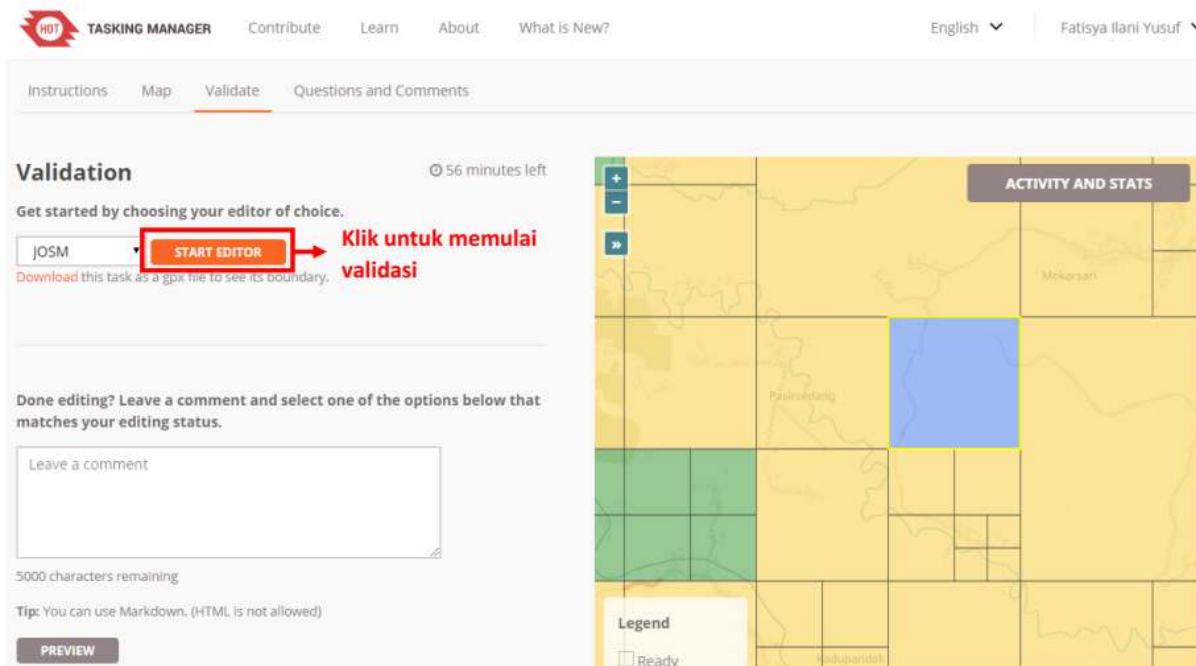 HOT TASKING MANAGER Contribute Learn About What is New? English Fatisya Ilani Yusuf
Instructions Map Validate Questions and Comments
Validation
56 minutes left
Get started by choosing your editor of choice.
JOSM START EDITOR
Klik untuk memulai
validasi
Download this task as a gpx file to see its boundary.
Done editing? Leave a comment and select one of the options below that
matches your editing status.
Leave a comment
5000 characters remaining
Tip: You can use Markdown. (HTML is not allowed)
PREVIEW
ACTIVITY AND STATS
+
−
»
Mekarsari
Pasirsedang
Legend
Ready
Kadupandak